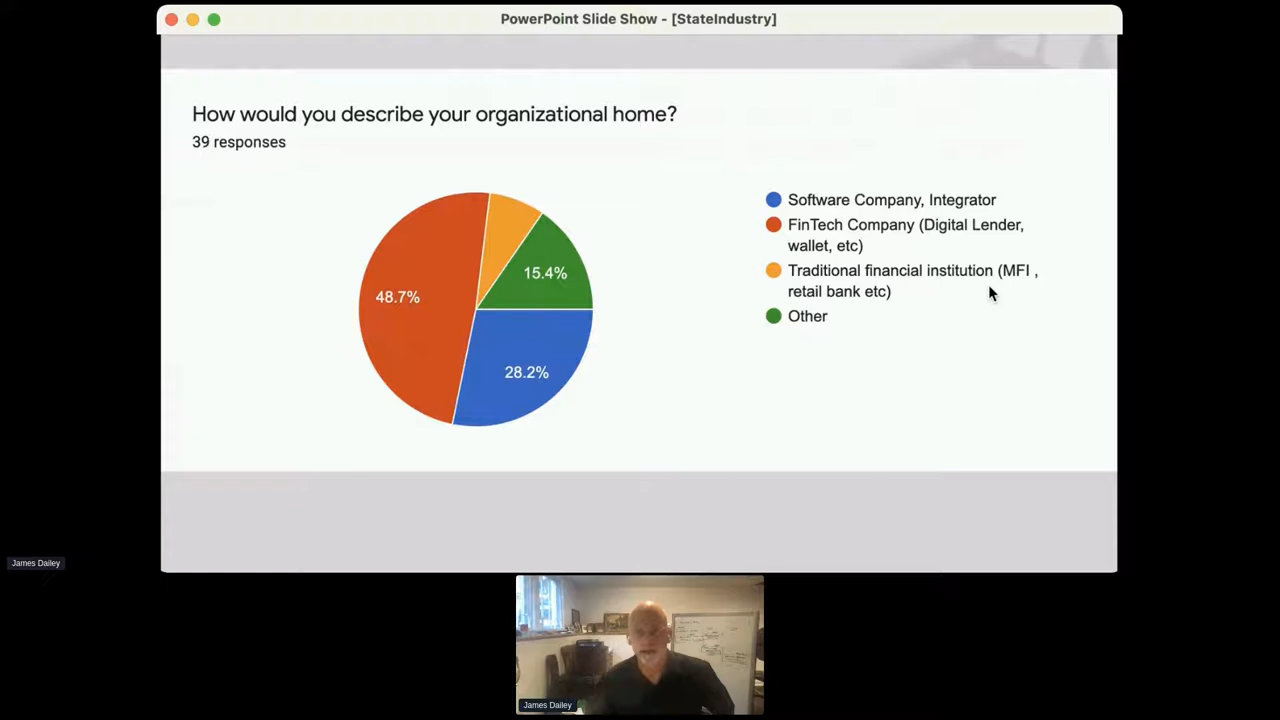 PowerPoint Slide Show - [StateIndustry]
How would you describe your organizational home?
39 responses
48.7%
15.4%
28.2%
Software Company, Integrator
FinTech Company (Digital Lender,
wallet, etc)
Traditional financial institution (MFI ,
retail bank etc)
Other
James Dailey
James Dailey